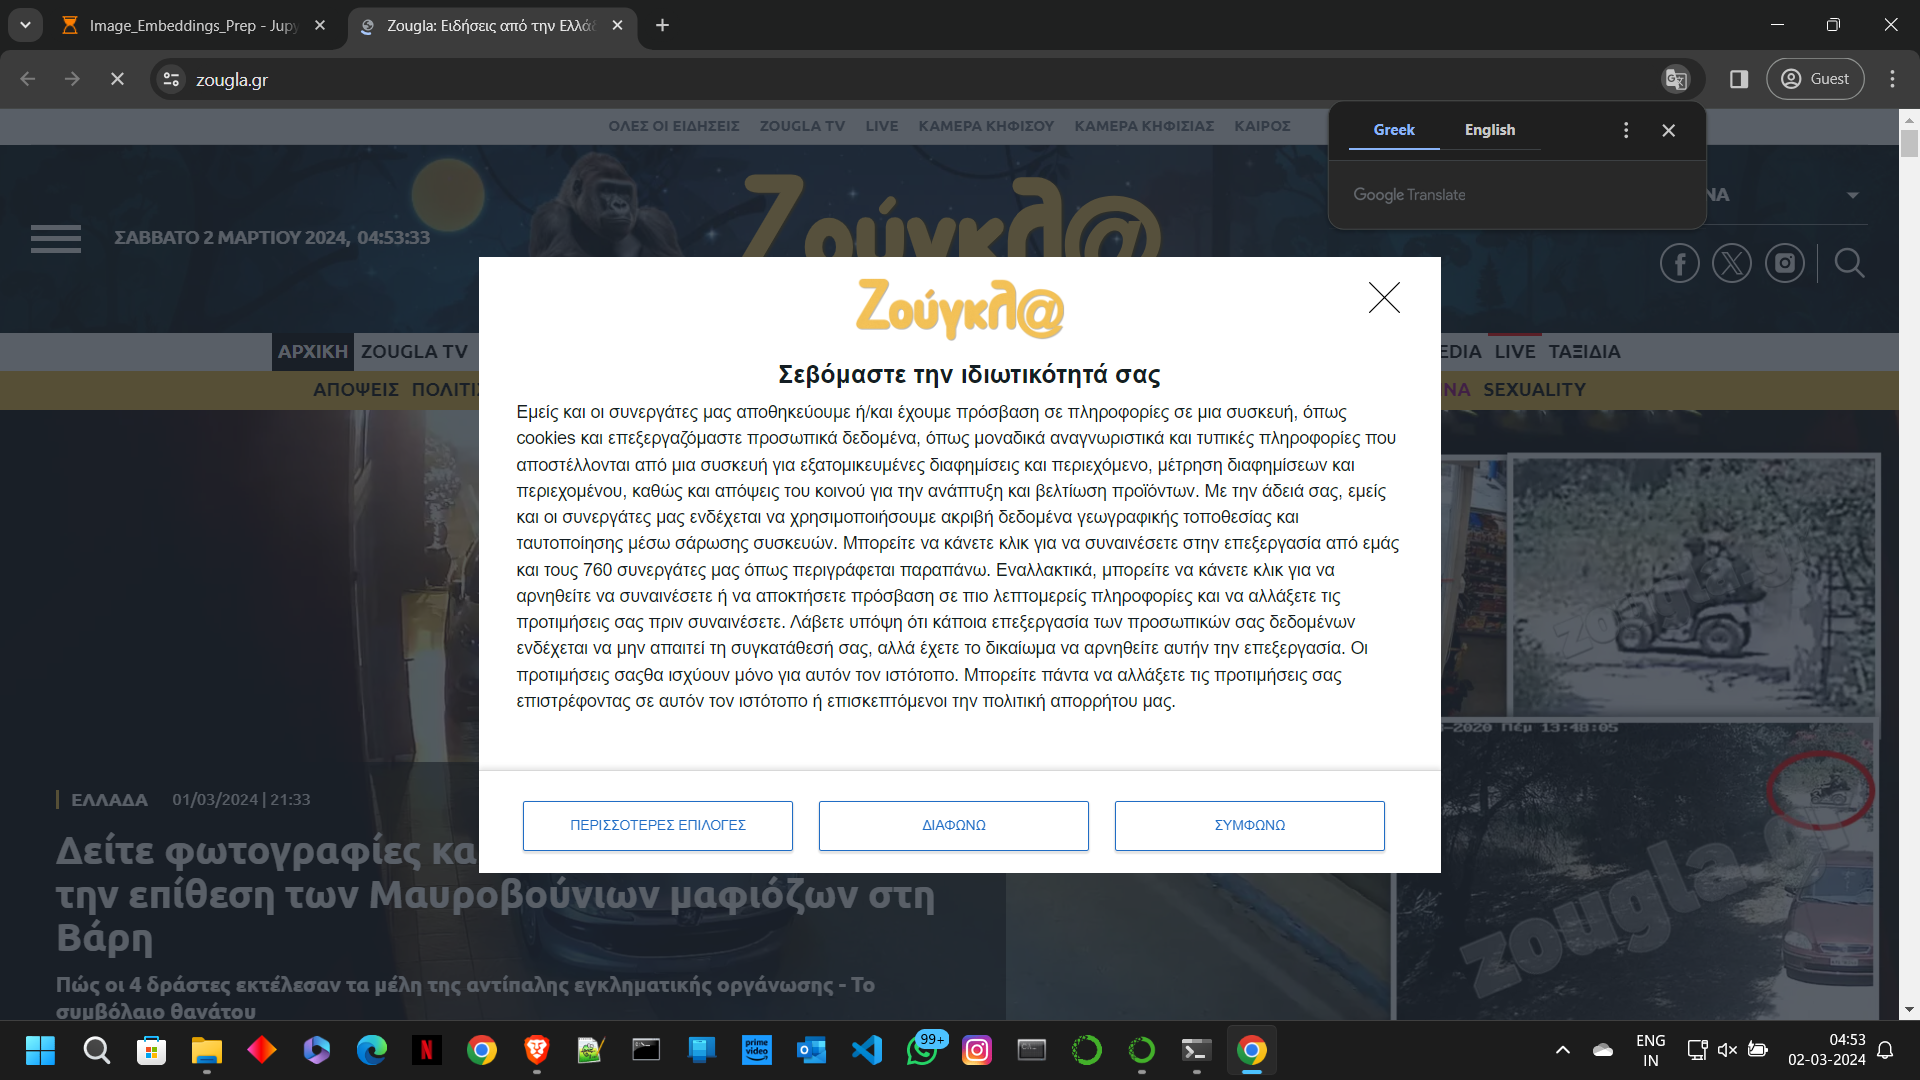 Image_Embeddings_Prep - Jupy
Zougla: Ειδήσεις από την Ελλάδ
zougla.gr
Guest
ΟΛΕΣ ΟΙ ΕΙΔΗΣΕΙΣ ZOUGLA TV LIVE ΚΑΜΕΡΑ ΚΗΦΙΣΟΥ ΚΑΜΕΡΑ ΚΗΦΙΣΙΑΣ ΚΑΙΡΟΣ
Greek English
Google Translate
ΝΑ
ΣΑΒΒΑΤΟ 2 ΜΑΡΤΙΟΥ 2024, 04:53:33
Ζούγκλ@
ΑΡΧΙΚΗ ZOUGLA TV
EDIA LIVE ΤΑΞΙΔΙΑ
ΑΠΟΨΕΙΣ ΠΟΛΙΤΙΣ
ΝΑ SEXUALITY
Ζούγκλ@
Σεβόμαστε την ιδιωτικότητά σας
Εμείς και οι συνεργάτες μας αποθηκεύουμε ή/και έχουμε πρόσβαση σε πληροφορίες σε μια συσκευή, όπως
cookies και επεξεργαζόμαστε προσωπικά δεδομένα, όπως μοναδικά αναγνωριστικά και τυπικές πληροφορίες που
αποστέλλονται από μια συσκευή για εξατομικευμένες διαφημίσεις και περιεχόμενο, μέτρηση διαφημίσεων και
περιεχομένου, καθώς και απόψεις του κοινού για την ανάπτυξη και βελτίωση προϊόντων. Με την άδειά σας, εμείς
και οι συνεργάτες μας ενδέχεται να χρησιμοποιήσουμε ακριβή δεδομένα γεωγραφικής τοποθεσίας και
ταυτοποίησης μέσω σάρωσης συσκευών. Μπορείτε να κάνετε κλικ για να συναινέσετε στην επεξεργασία από εμάς
και τους 760 συνεργάτες μας όπως περιγράφεται παραπάνω. Εναλλακτικά, μπορείτε να κάνετε κλικ για να
αρνηθείτε να συναινέσετε ή να αποκτήσετε πρόσβαση σε πιο λεπτομερείς πληροφορίες και να αλλάξετε τις
προτιμήσεις σας πριν συναινέσετε. Λάβετε υπόψη ότι κάποια επεξεργασία των προσωπικών σας δεδομένων
ενδέχεται να μην απαιτεί τη συγκατάθεσή σας, αλλά έχετε το δικαίωμα να αρνηθείτε αυτήν την επεξεργασία. Οι
προτιμήσεις σαςθα ισχύουν μόνο για αυτόν τον ιστότοπο. Μπορείτε πάντα να αλλάξετε τις προτιμήσεις σας
επιστρέφοντας σε αυτόν τον ιστότοπο ή επισκεπτόμενοι την πολιτική απορρήτου μας.
ΠΕΡΙΣΣΟΤΕΡΕΣ ΕΠΙΛΟΓΕΣ ΔΙΑΦΩΝΩ ΣΥΜΦΩΝΩ
-2020 Πεμ 13:48:05
zougla.gr
ΕΛΛΑΔΑ 01/03/2024 | 21:33
Δείτε φωτογραφίες κα
την επίθεση των Μαυροβούνιων μαφιόζων στη
Βάρη
Πώς οι 4 δράστες εκτέλεσαν τα μέλη της αντίπαλης εγκληματικής οργάνωσης - Το
συμβόλαιο θανάτου
prime video
99+
ENG
IN
04:53
02-03-2024